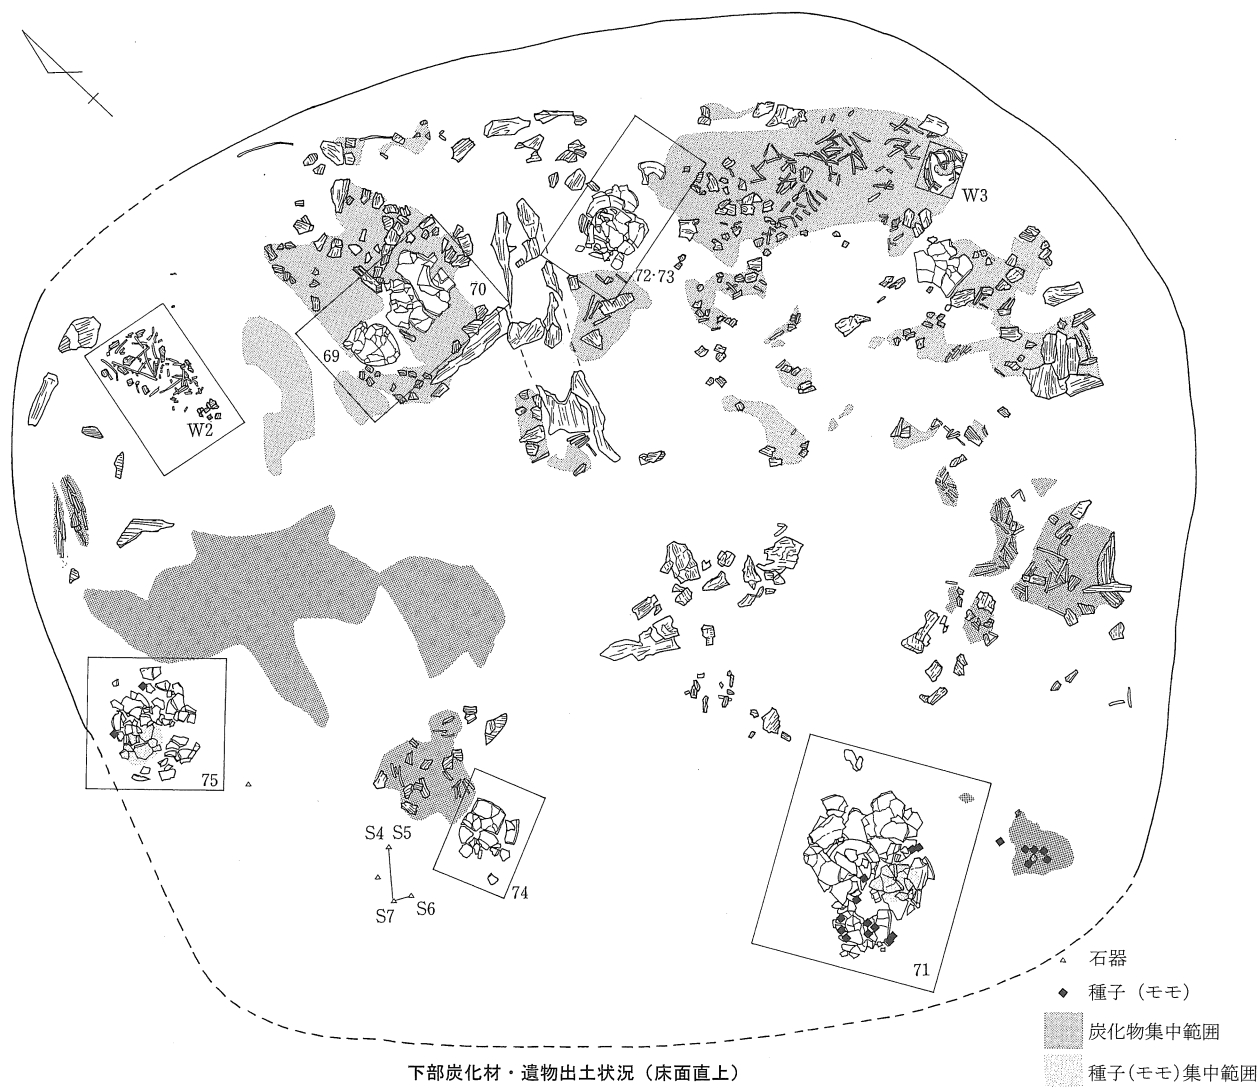 W3
72・73
70
69
W2
75
S4 S5
S7 S6
74
71
石器
種子（モモ）
炭化物集中範囲
種子（モモ）集中範囲
下部炭化材・遺物出土状況（床面直上）